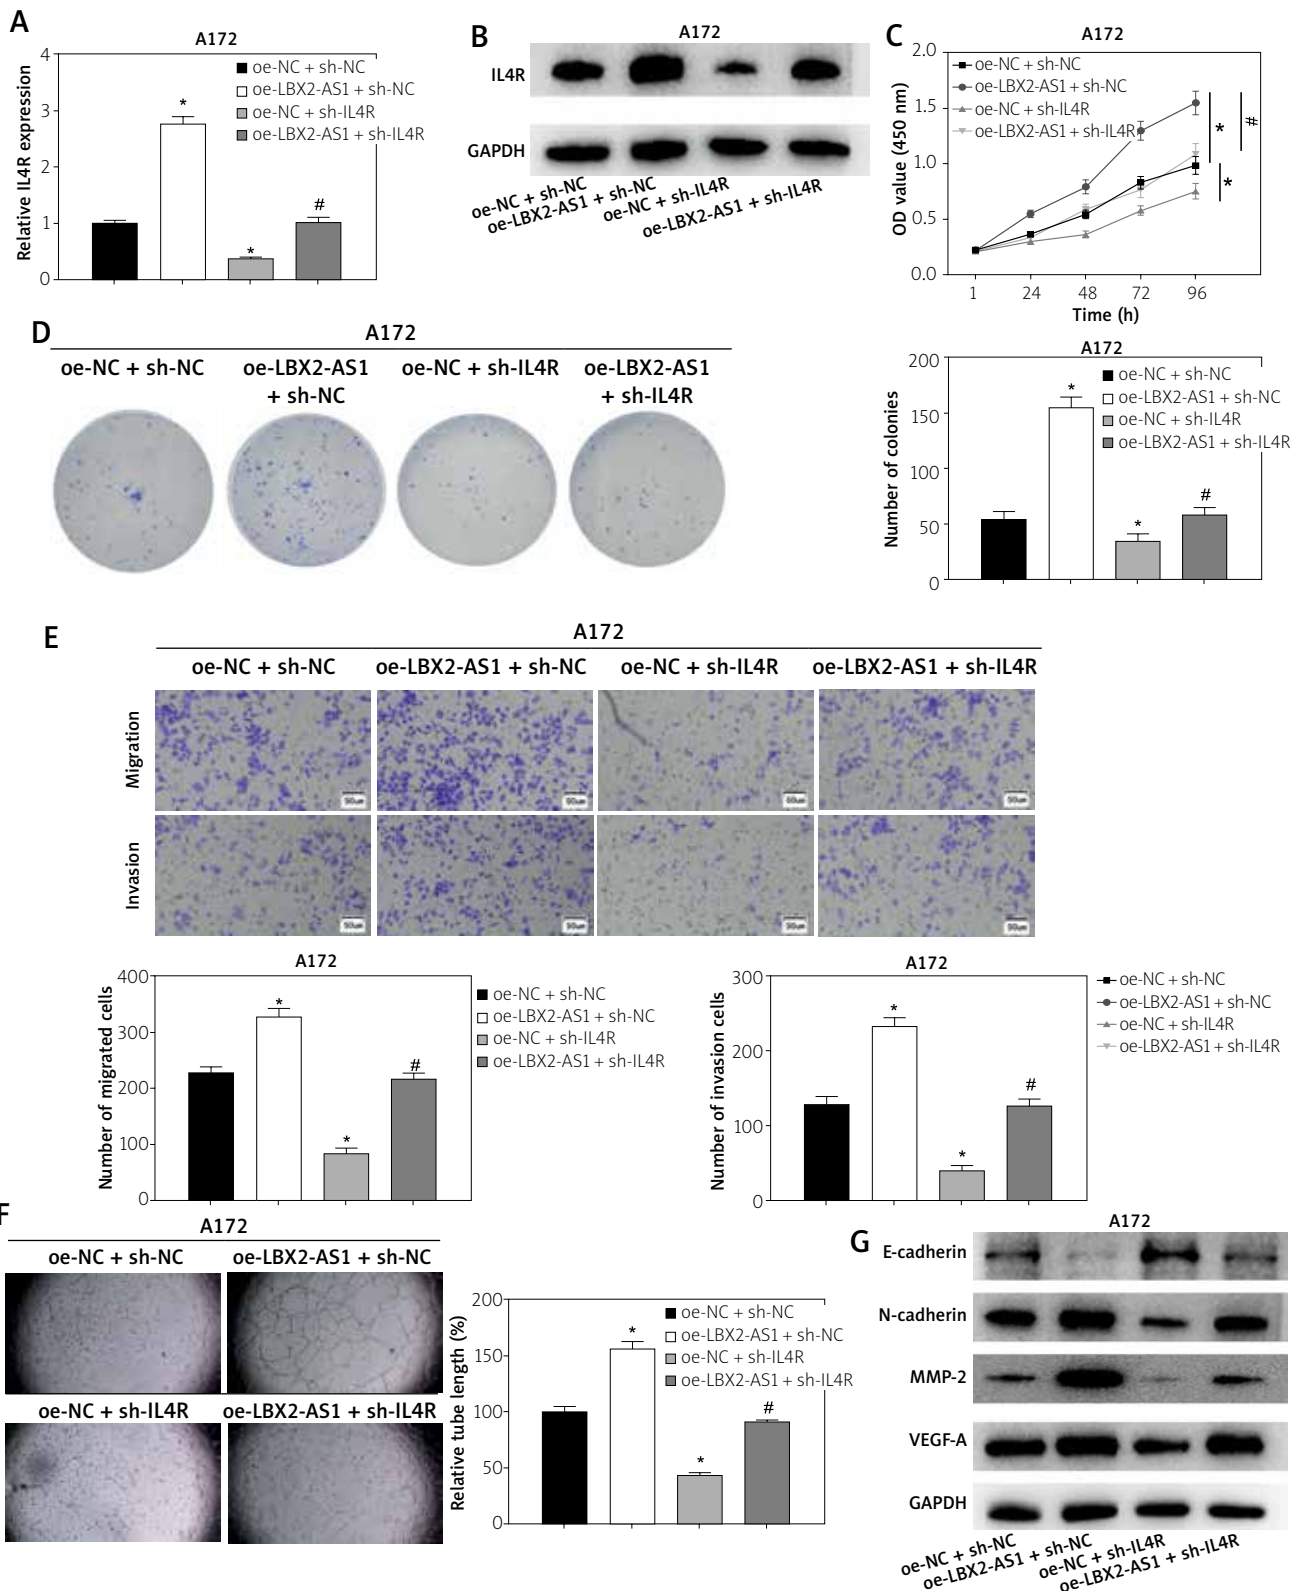 A
A172
4
3
2
1
0
Relative IL4R expression
oe-NC + sh-NC
oe-LBX2-AS1 + sh-NC
oe-NC + sh-IL4R
oe-LBX2-AS1 + sh-IL4R
*
*
#
B
A172
IL4R
GAPDH
oe-NC + sh-NC
oe-LBX2-AS1 + sh-NC
oe-NC + sh-IL4R
oe-LBX2-AS1 + sh-IL4R
C
A172
2.0
1.5
1.0
0.5
0.0
OD value (450 nm)
oe-NC + sh-NC
oe-LBX2-AS1 + sh-NC
oe-NC + sh-IL4R
oe-LBX2-AS1 + sh-IL4R
*
#
*
1 24 48 72 96
Time (h)
D
A172
oe-NC + sh-NC
oe-LBX2-AS1
+ sh-NC
oe-NC + sh-IL4R
oe-LBX2-AS1
+ sh-IL4R
A172
200
150
100
50
0
Number of colonies
oe-NC + sh-NC
oe-LBX2-AS1 + sh-NC
oe-NC + sh-IL4R
oe-LBX2-AS1 + sh-IL4R
*
*
#
E
A172
oe-NC + sh-NC oe-LBX2-AS1 + sh-NC oe-NC + sh-IL4R oe-LBX2-AS1 + sh-IL4R
Migration
50um 50um 50um 50um
Invasion
50um 50um 50um 50um
A172
400
300
200
100
0
Number of migrated cells
*
*
#
oe-NC + sh-NC
oe-LBX2-AS1 + sh-NC
oe-NC + sh-IL4R
oe-LBX2-AS1 + sh-IL4R
A172
300
200
100
0
Number of invasion cells
*
*
#
oe-NC + sh-NC
oe-LBX2-AS1 + sh-NC
oe-NC + sh-IL4R
oe-LBX2-AS1 + sh-IL4R
F
A172
oe-NC + sh-NC oe-LBX2-AS1 + sh-NC
oe-NC + sh-IL4R oe-LBX2-AS1 + sh-IL4R
200
150
100
50
0
Relative tube length (%)
oe-NC + sh-NC
oe-LBX2-AS1 + sh-NC
oe-NC + sh-IL4R
oe-LBX2-AS1 + sh-IL4R
*
*
#
G
A172
E-cadherin
N-cadherin
MMP-2
VEGF-A
GAPDH
oe-NC + sh-NC
oe-LBX2-AS1 + sh-NC
oe-NC + sh-IL4R
oe-LBX2-AS1 + sh-IL4R